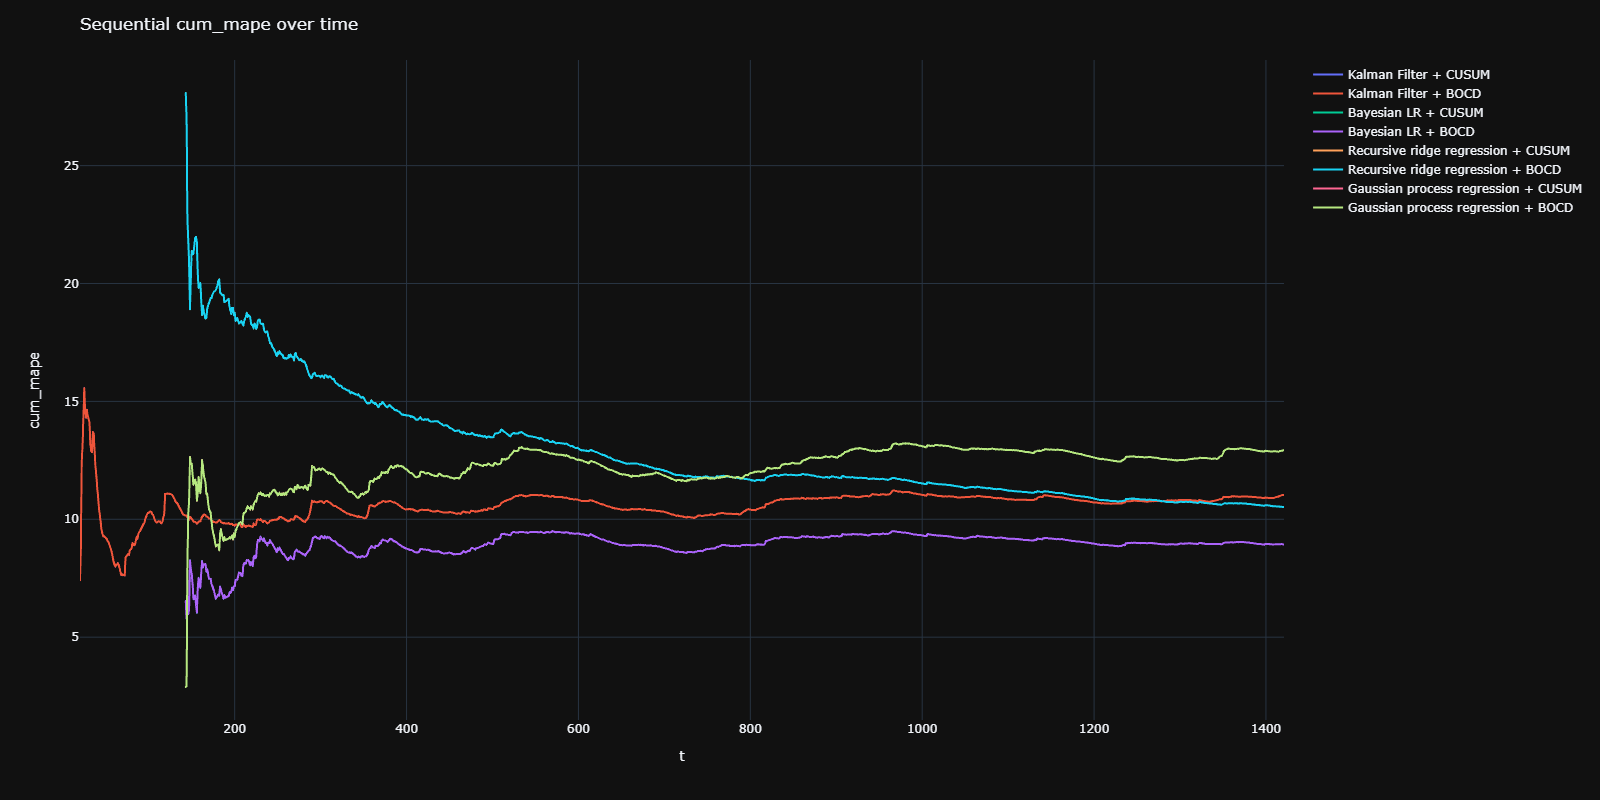 Sequential cum_mape over time
Kalman Filter + CUSUM
Kalman Filter + BOCD
Bayesian LR + CUSUM
Bayesian LR + BOCD
Recursive ridge regression + CUSUM
Recursive ridge regression + BOCD
Gaussian process regression + CUSUM
Gaussian process regression + BOCD
25
20
15
10
5
cum_mape
200 400 600 800 1000 1200 1400
t